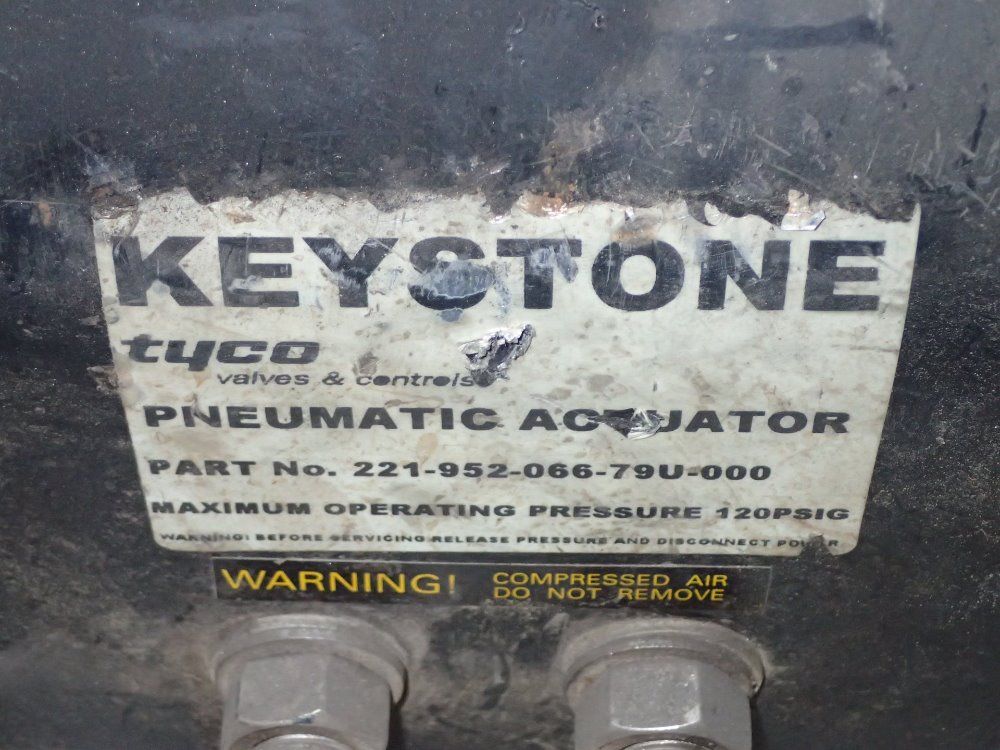 KEYSTONE
tyco
valves & controls
PNEUMATIC ACTUATOR
PART No. 221-952-066-79U-000
MAXIMUM OPERATING PRESSURE 120PSIG
WARNING! BEFORE SERVICING RELEASE PRESSURE AND DISCONNECT POWER
WARNING! COMPRESSED AIR
DO NOT REMOVE